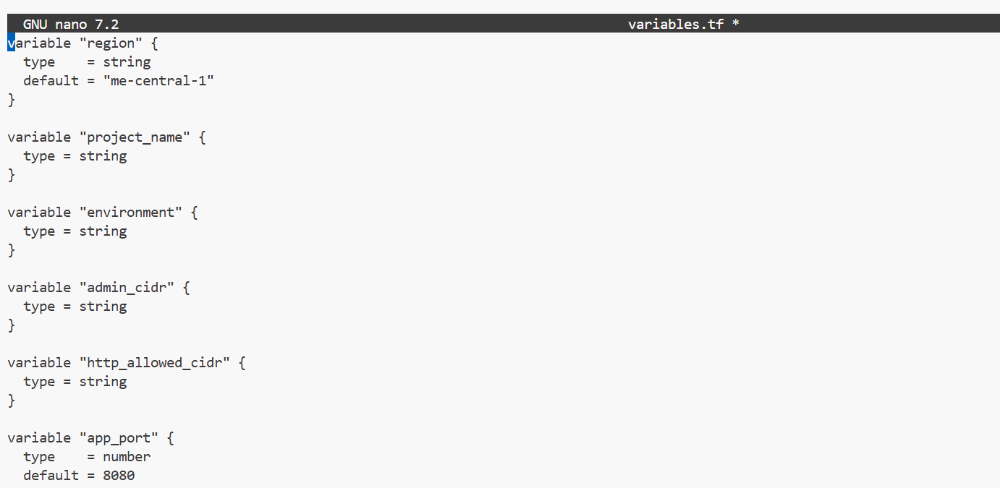 GNU nano 7.2 variables.tf *
variable "region" {
  type    = string
  default = "me-central-1"
}

variable "project_name" {
  type = string
}

variable "environment" {
  type = string
}

variable "admin_cidr" {
  type = string
}

variable "http_allowed_cidr" {
  type = string
}

variable "app_port" {
  type    = number
  default = 8080